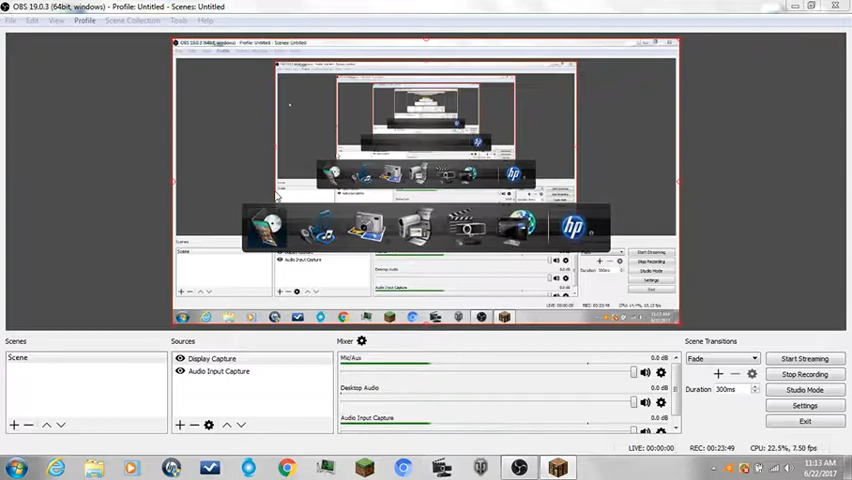 OBS 19.0.3 (64bit, windows) - Profile: Untitled - Scenes: Untitled
File Edit View Profile Scene Collection Tools Help
hp
Scenes
Sources
Mixer
Scene Transitions
Scene
Display Capture
Audio Input Capture
Mic/Aux 0.0 dB
Desktop Audio 0.0 dB
Audio Input Capture 0.0 dB
Fade
Duration 300ms
Start Streaming
Stop Recording
Studio Mode
Settings
Exit
LIVE: 00:00:00 REC: 00:23:49 CPU: 22.5%, 7.50 fps
11:13 AM
6/22/2017